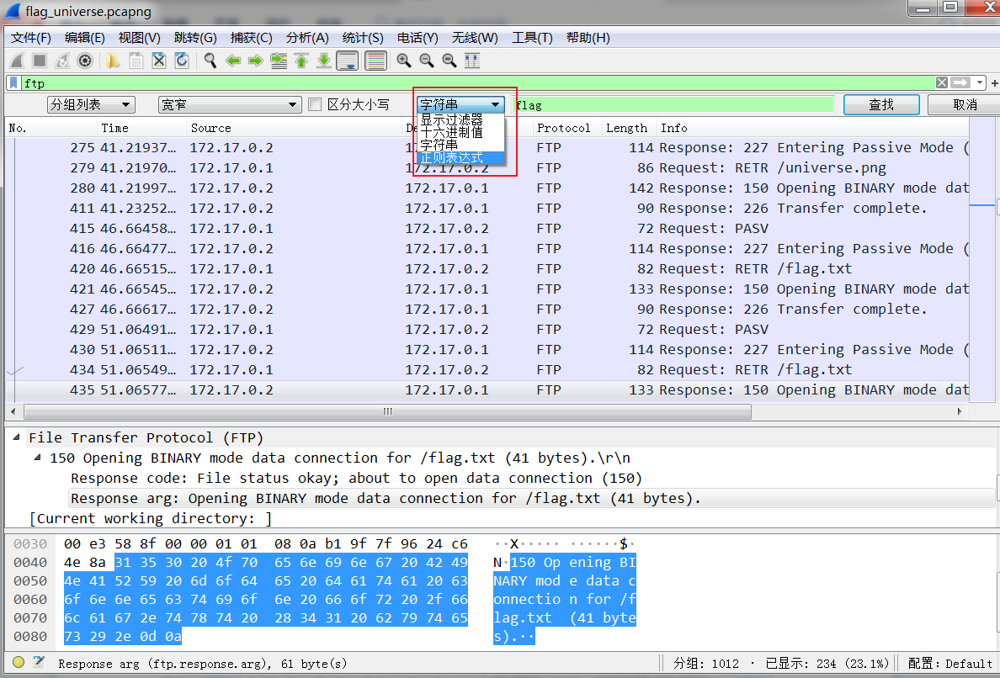 flag_universe.pcapng
文件(F) 编辑(E) 视图(V) 跳转(G) 捕获(C) 分析(A) 统计(S) 电话(Y) 无线(W) 工具(T) 帮助(H)
ftp
分组列表 宽窄 区分大小写 字符串 flag 查找 取消
显示过滤器
十六进制值
字符串
正则表达式
No. Time Source De Protocol Length Info
275 41.21937… 172.17.0.2 17 FTP 114 Response: 227 Entering Passive Mode (
279 41.21970… 172.17.0.2 172.17.0.2 FTP 86 Request: RETR /universe.png
280 41.21997… 172.17.0.2 172.17.0.1 FTP 142 Response: 150 Opening BINARY mode dat
411 41.23252… 172.17.0.2 172.17.0.1 FTP 90 Response: 226 Transfer complete.
415 46.66458… 172.17.0.1 172.17.0.2 FTP 72 Request: PASV
416 46.66477… 172.17.0.2 172.17.0.1 FTP 114 Response: 227 Entering Passive Mode (
420 46.66515… 172.17.0.1 172.17.0.2 FTP 82 Request: RETR /flag.txt
421 46.66545… 172.17.0.2 172.17.0.1 FTP 133 Response: 150 Opening BINARY mode dat
427 46.66617… 172.17.0.2 172.17.0.1 FTP 90 Response: 226 Transfer complete.
429 51.06491… 172.17.0.1 172.17.0.2 FTP 72 Request: PASV
430 51.06511… 172.17.0.2 172.17.0.1 FTP 114 Response: 227 Entering Passive Mode (
434 51.06549… 172.17.0.1 172.17.0.2 FTP 82 Request: RETR /flag.txt
435 51.06577… 172.17.0.2 172.17.0.1 FTP 133 Response: 150 Opening BINARY mode dat
File Transfer Protocol (FTP)
150 Opening BINARY mode data connection for /flag.txt (41 bytes).\r\n
Response code: File status okay; about to open data connection (150)
Response arg: Opening BINARY mode data connection for /flag.txt (41 bytes).
[Current working directory: ]
0030 00 e3 58 8f 00 00 01 01 08 0a b1 9f 7f 96 24 c6 ··X····· ······$·
0040 4e 8a 31 35 30 20 4f 70 65 6e 69 6e 67 20 42 49 N·150 Op ening BI
0050 4e 41 52 59 20 6d 6f 64 65 20 64 61 74 61 20 63 NARY mod e data c
0060 6f 6e 6e 65 63 74 69 6f 6e 20 66 6f 72 20 2f 66 onnectio n for /f
0070 6c 61 67 2e 74 78 74 20 28 34 31 20 62 79 74 65 lag.txt (41 byte
0080 73 29 2e 0d 0a s).··
Response arg (ftp.response.arg), 61 byte(s) 分组: 1012 · 已显示: 234 (23.1%) 配置: Default